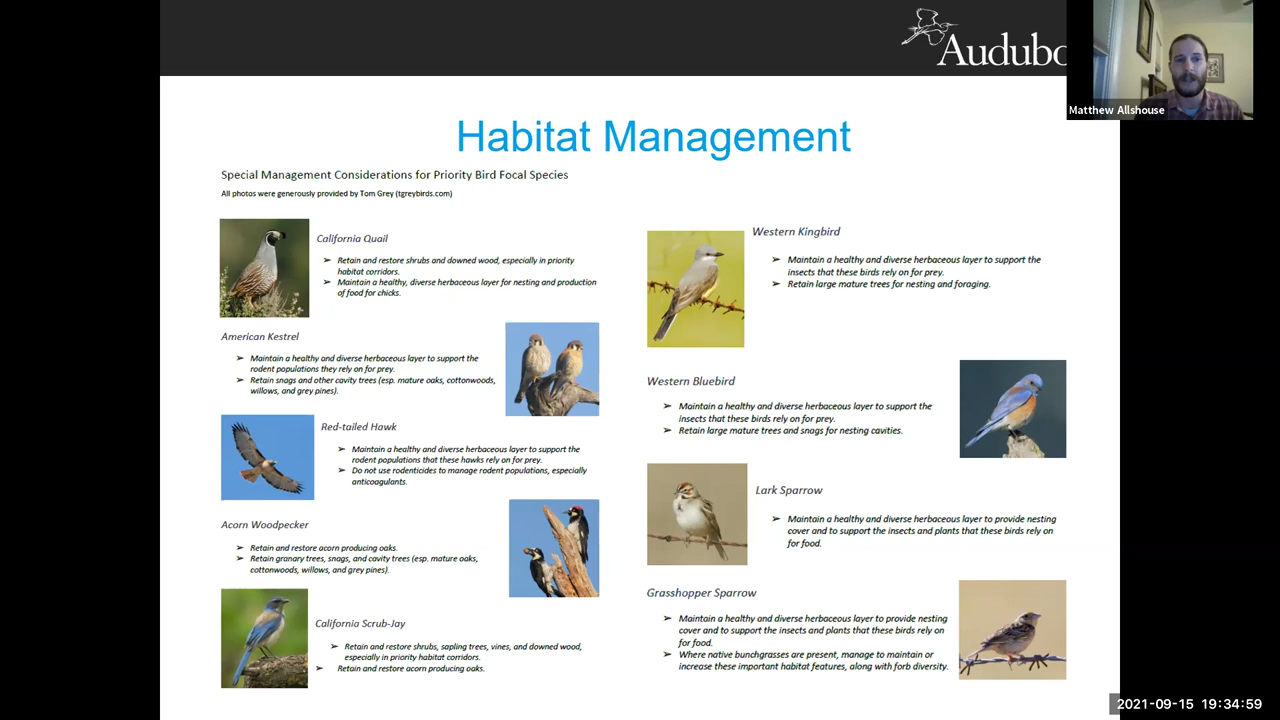 Audubo
Matthew Allshouse
Habitat Management
Special Management Considerations for Priority Bird Focal Species
All photos were generously provided by Tom Grey (tgreybirds.com)
California Quail
➢ Retain and restore shrubs and downed wood, especially in priority
habitat corridors.
➢ Maintain a healthy, diverse herbaceous layer for nesting and production
of food for chicks.
American Kestrel
➢ Maintain a healthy and diverse herbaceous layer to support the
rodent populations they rely on for prey.
➢ Retain snags and other cavity trees (esp. mature oaks, cottonwoods,
willows, and grey pines).
Red-tailed Hawk
➢ Maintain a healthy and diverse herbaceous layer to support the
rodent populations that these hawks rely on for prey.
➢ Do not use rodenticides to manage rodent populations, especially
anticoagulants.
Acorn Woodpecker
➢ Retain and restore acorn producing oaks.
➢ Retain granary trees, snags, and cavity trees (esp. mature oaks,
cottonwoods, willows, and grey pines).
California Scrub-Jay
➢ Retain and restore shrubs, sapling trees, vines, and downed wood,
especially in priority habitat corridors.
➢ Retain and restore acorn producing oaks.
Western Kingbird
➢ Maintain a healthy and diverse herbaceous layer to support the
insects that these birds rely on for prey.
➢ Retain large mature trees for nesting and foraging.
Western Bluebird
➢ Maintain a healthy and diverse herbaceous layer to support the
insects that these birds rely on for prey.
➢ Retain large mature trees and snags for nesting cavities.
Lark Sparrow
➢ Maintain a healthy and diverse herbaceous layer to provide nesting
cover and to support the insects and plants that these birds rely on
for food.
Grasshopper Sparrow
➢ Maintain a healthy and diverse herbaceous layer to provide nesting
cover and to support the insects and plants that these birds rely on
for food.
➢ Where native bunchgrasses are present, manage to maintain or
increase these important habitat features, along with forb diversity.
2021-09-15 19:34:59